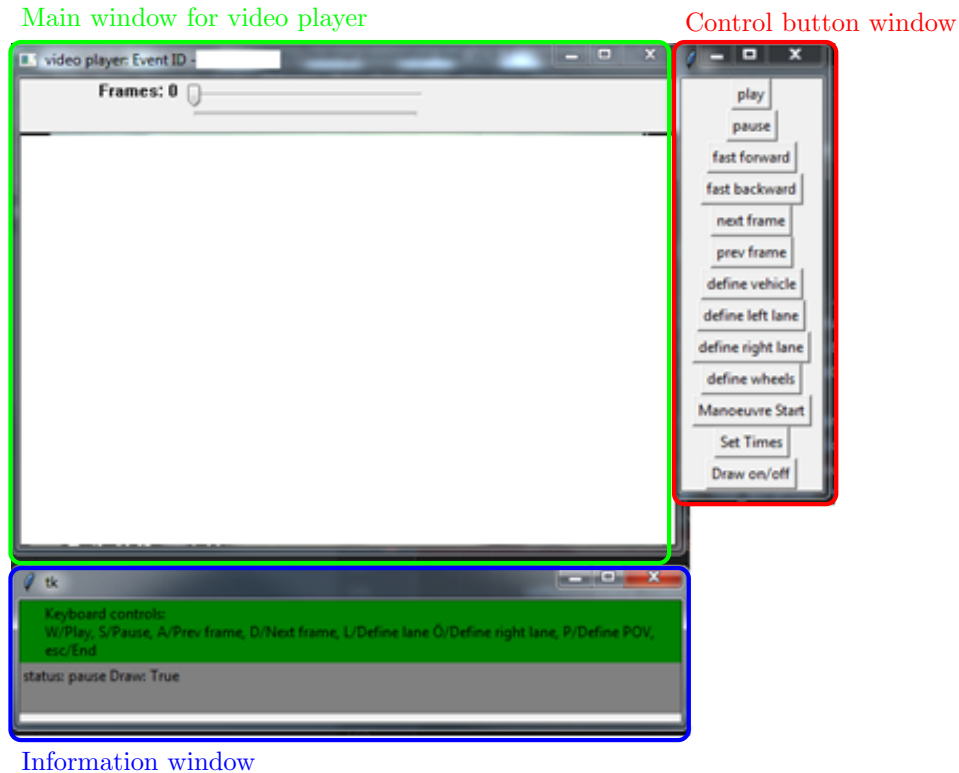 Main window for video player
Control button window
video player: Event ID -
Frames: 0
play
pause
fast forward
fast backward
next frame
prev frame
define vehicle
define left lane
define right lane
define wheels
Manoeuvre Start
Set Times
Draw on/off
tk
Keyboard controls:
W/Play, S/Pause, A/Prev frame, D/Next frame, L/Define lane Ö/Define right lane, P/Define POV,
esc/End
status: pause Draw: True
Information window